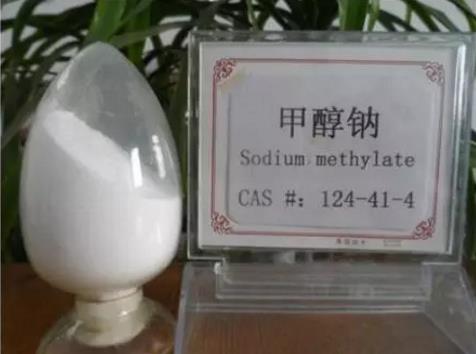 甲醇钠
Sodium methylate
CAS #: 124-41-4